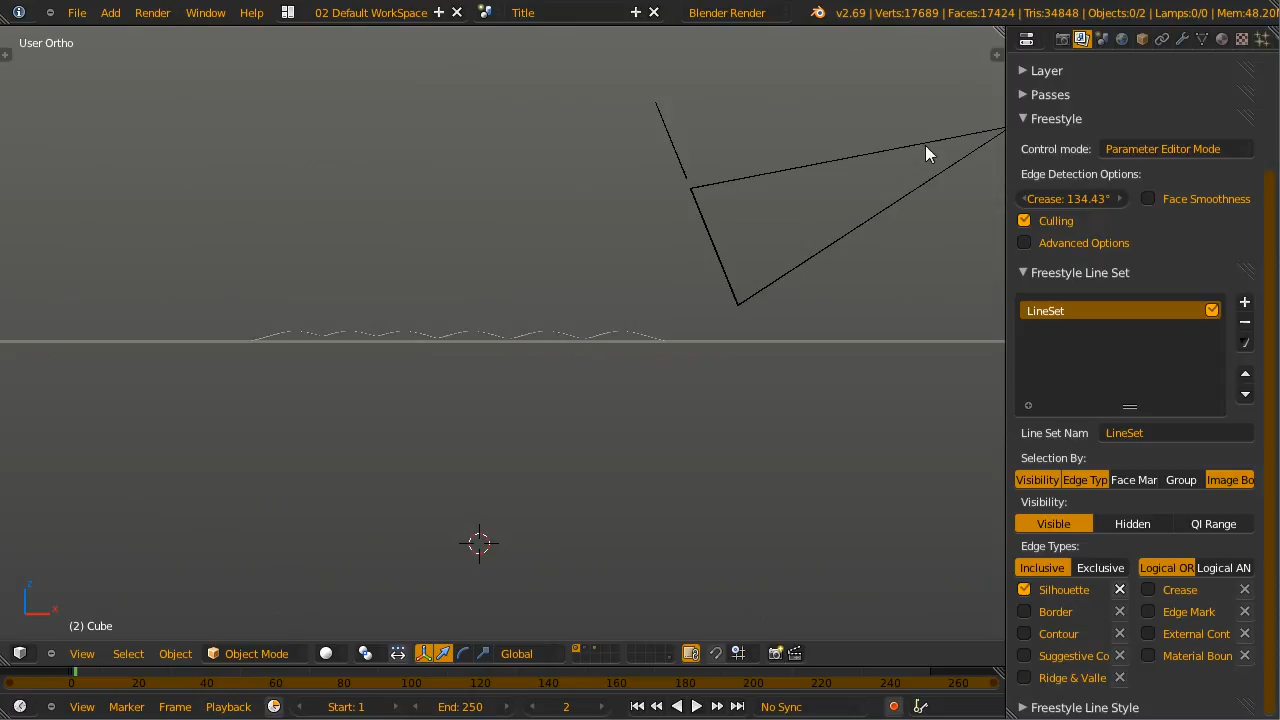 File Add Render Window Help 02 Default WorkSpace Title Blender Render v2.69 | Verts:17689 | Faces:17424 | Tris:34848 | Objects:0/2 | Lamps:0/0 | Mem:48.20
User Ortho
Layer
Passes
Freestyle
Control mode: Parameter Editor Mode
Edge Detection Options:
Crease: 134.43° Face Smoothness
Culling
Advanced Options
Freestyle Line Set
LineSet
Line Set Nam LineSet
Selection By:
Visibility Edge Typ Face Mar Group Image Bo
Visibility:
Visible Hidden QI Range
Edge Types:
Inclusive Exclusive Logical OR Logical AN
Silhouette Crease
Border Edge Mark
Contour External Cont
Suggestive Co Material Boun
Ridge & Valle
Freestyle Line Style
z
x
(2) Cube
View Select Object Object Mode Global
0 20 40 60 80 100 120 140 160 180 200 220 240 260
View Marker Frame Playback Start: 1 End: 250 2 No Sync